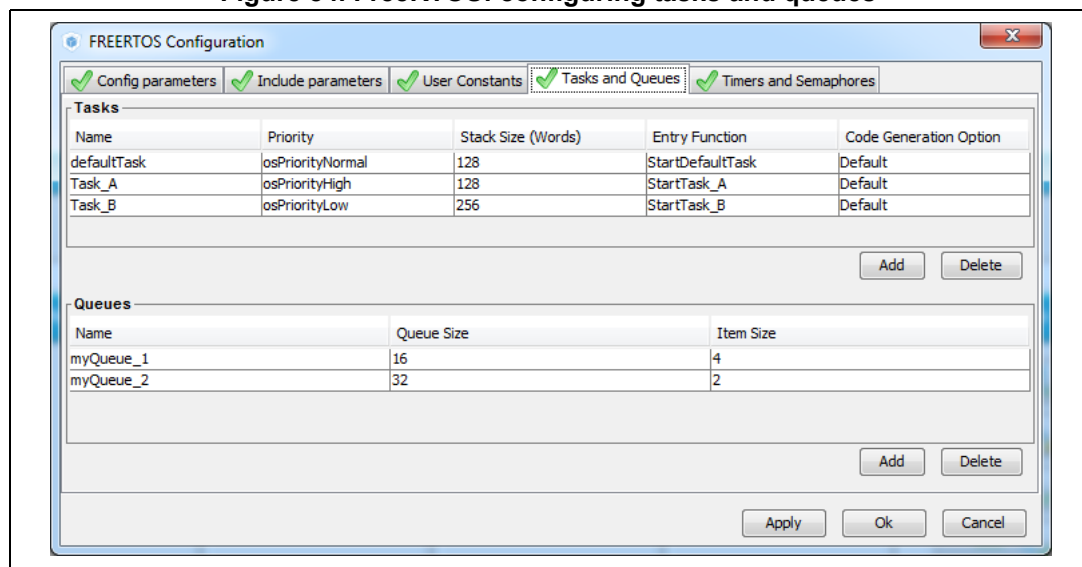 FREERTOS Configuration
Config parameters Include parameters User Constants Tasks and Queues Timers and Semaphores
Tasks
Name Priority Stack Size (Words) Entry Function Code Generation Option
defaultTask osPriorityNormal 128 StartDefaultTask Default
Task_A osPriorityHigh 128 StartTask_A Default
Task_B osPriorityLow 256 StartTask_B Default
Add Delete
Queues
Name Queue Size Item Size
myQueue_1 16 4
myQueue_2 32 2
Add Delete
Apply Ok Cancel